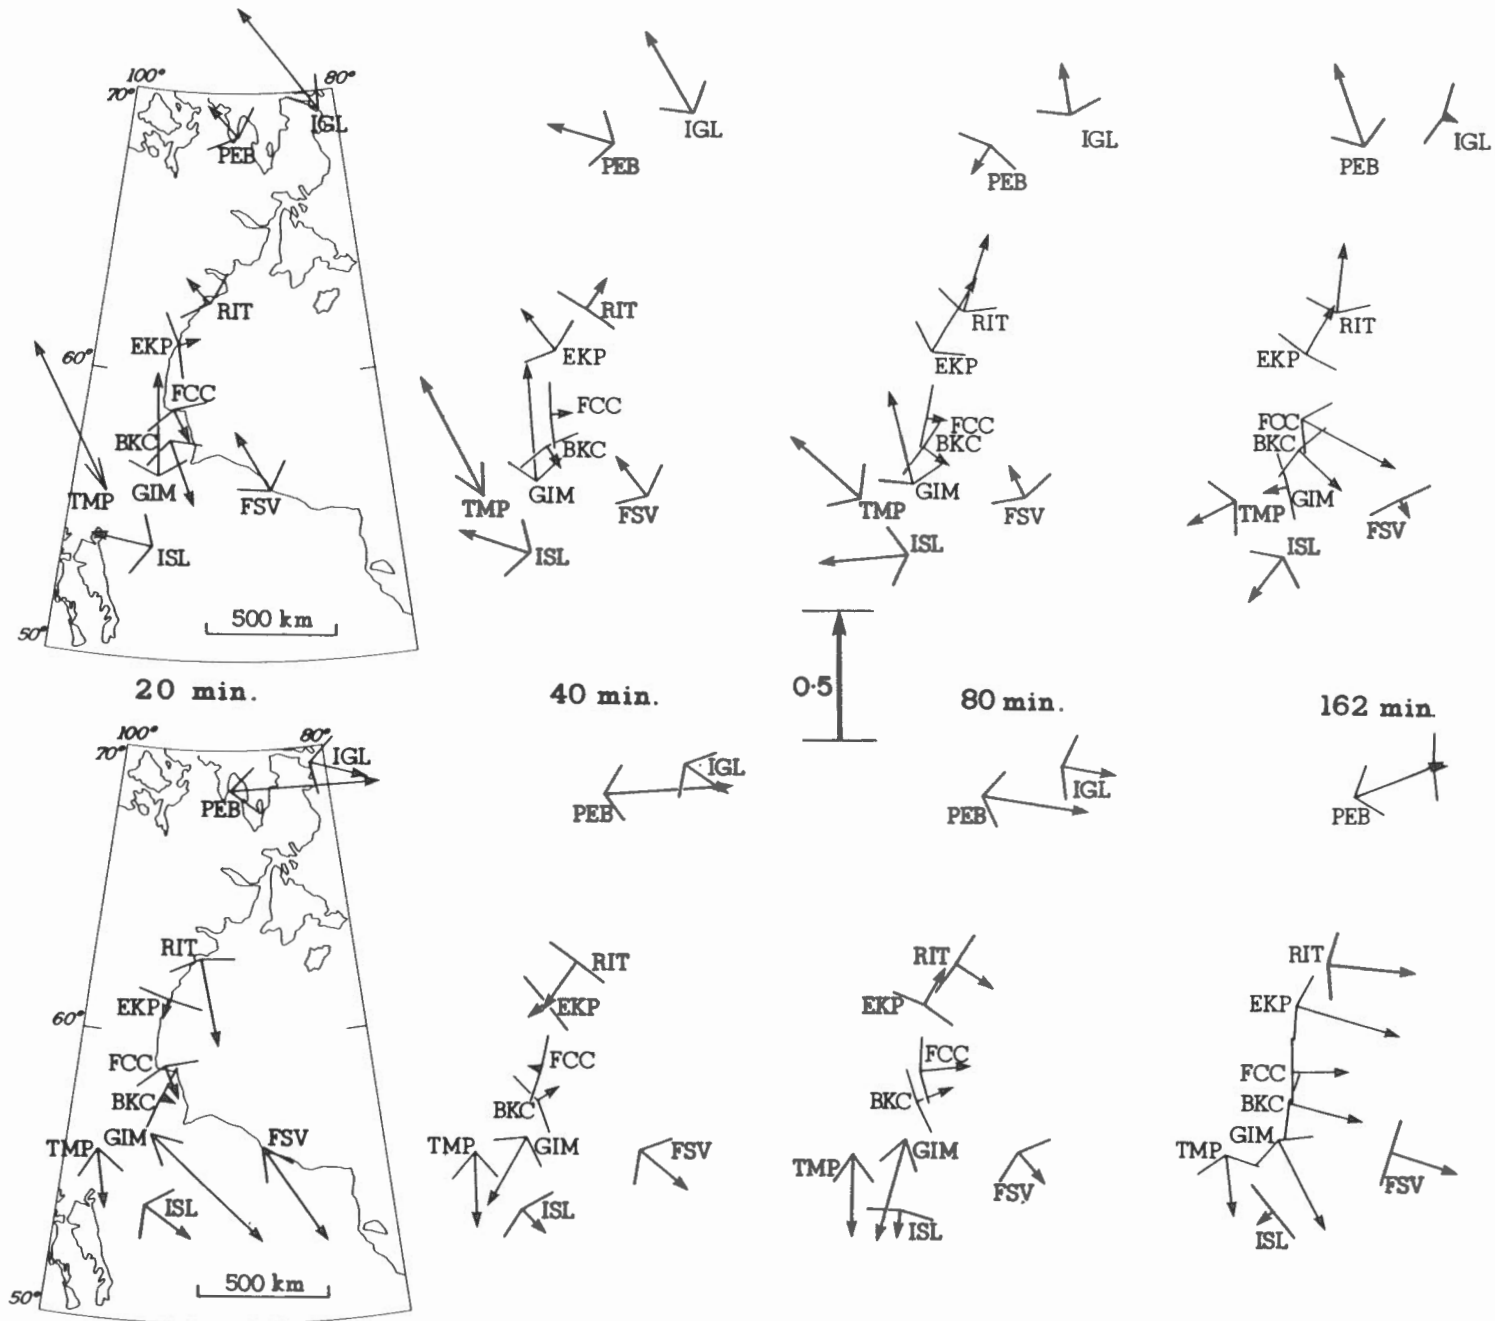 100° 80°
70°
IGL
PEB
RIT
EKP
60°
FCC
BKC
TMP GIM FSV
ISL
500 km
50°
IGL
PEB
RIT
EKP
FCC
BKC
GIM
TMP FSV
ISL
IGL
PEB
RIT
EKP
FCC
BKC
GIM
TMP FSV
ISL
IGL
PEB
RIT
EKP
FCC
BKC
GIM
TMP
FSV
ISL
0·5
20 min. 40 min. 80 min. 162 min.
100° 80°
70°
IGL
PEB
RIT
EKP
60°
FCC
BKC
GIM
TMP FSV
ISL
500 km
50°
IGL
PEB
RIT
EKP
FCC
BKC
TMP GIM FSV
ISL
IGL
PEB
RIT
EKP
FCC
BKC
GIM
TMP
FSV
ISL
PEB
RIT
EKP
FCC
BKC
GIM
TMP
FSV
ISL